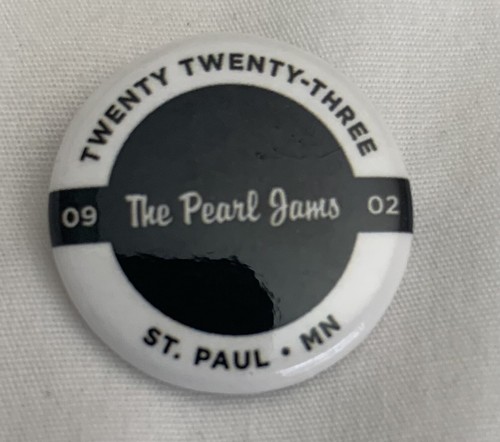 TWENTY TWENTY-THREE
09 The Pearl Jams 02
ST. PAUL • MN